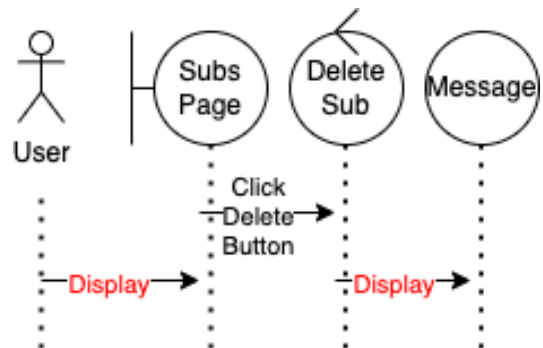 Subs
Page
Delete
Sub
Message
User
Click
Delete
Button
Display
Display